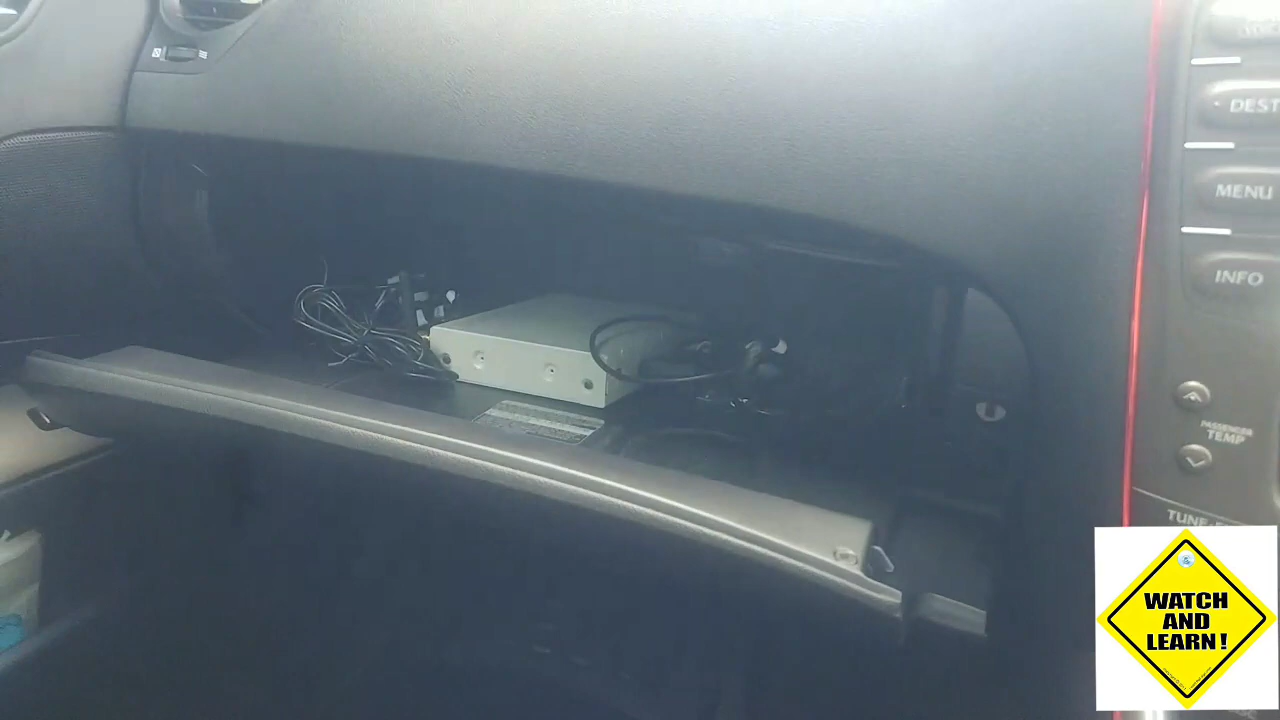 DEST
MENU
INFO
PASSENGER
TEMP
WATCH
AND
LEARN!